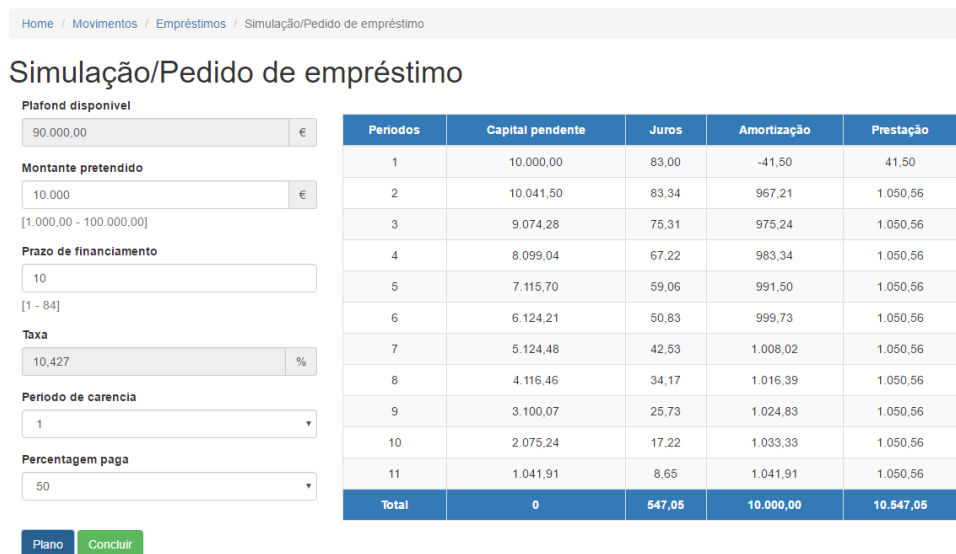 Home / Movimentos / Empréstimos / Simulação/Pedido de empréstimo
Simulação/Pedido de empréstimo
Plafond disponivel
90.000,00 €
Montante pretendido
10.000 €
[1.000,00 - 100.000,00]
Prazo de financiamento
10
[1 - 84]
Taxa
10,427 %
Periodo de carencia
1
Percentagem paga
50
Plano Concluir
Periodos Capital pendente Juros Amortização Prestação
1 10.000,00 83,00 -41,50 41,50
2 10.041,50 83,34 967,21 1.050,56
3 9.074,28 75,31 975,24 1.050,56
4 8.099,04 67,22 983,34 1.050,56
5 7.115,70 59,06 991,50 1.050,56
6 6.124,21 50,83 999,73 1.050,56
7 5.124,48 42,53 1.008,02 1.050,56
8 4.116,46 34,17 1.016,39 1.050,56
9 3.100,07 25,73 1.024,83 1.050,56
10 2.075,24 17,22 1.033,33 1.050,56
11 1.041,91 8,65 1.041,91 1.050,56
Total 0 547,05 10.000,00 10.547,05